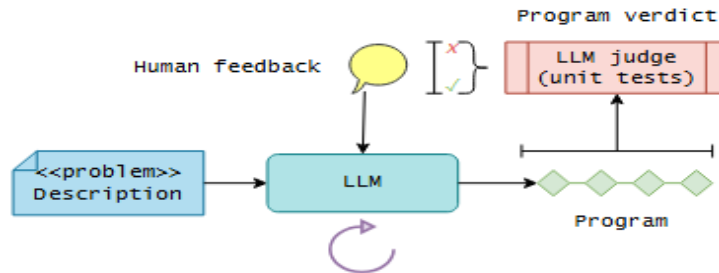 Program verdict
Human feedback
LLM judge
(unit tests)
<<problem>>
Description
LLM
Program